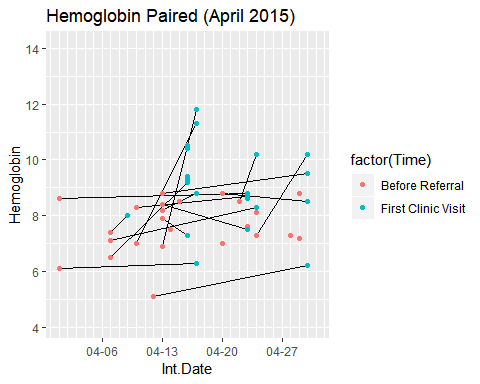 Hemoglobin Paired (April 2015)
14
12
10
8
6
4
Hemoglobin
04-06 04-13 04-20 04-27
Int.Date
factor(Time)
Before Referral
First Clinic Visit